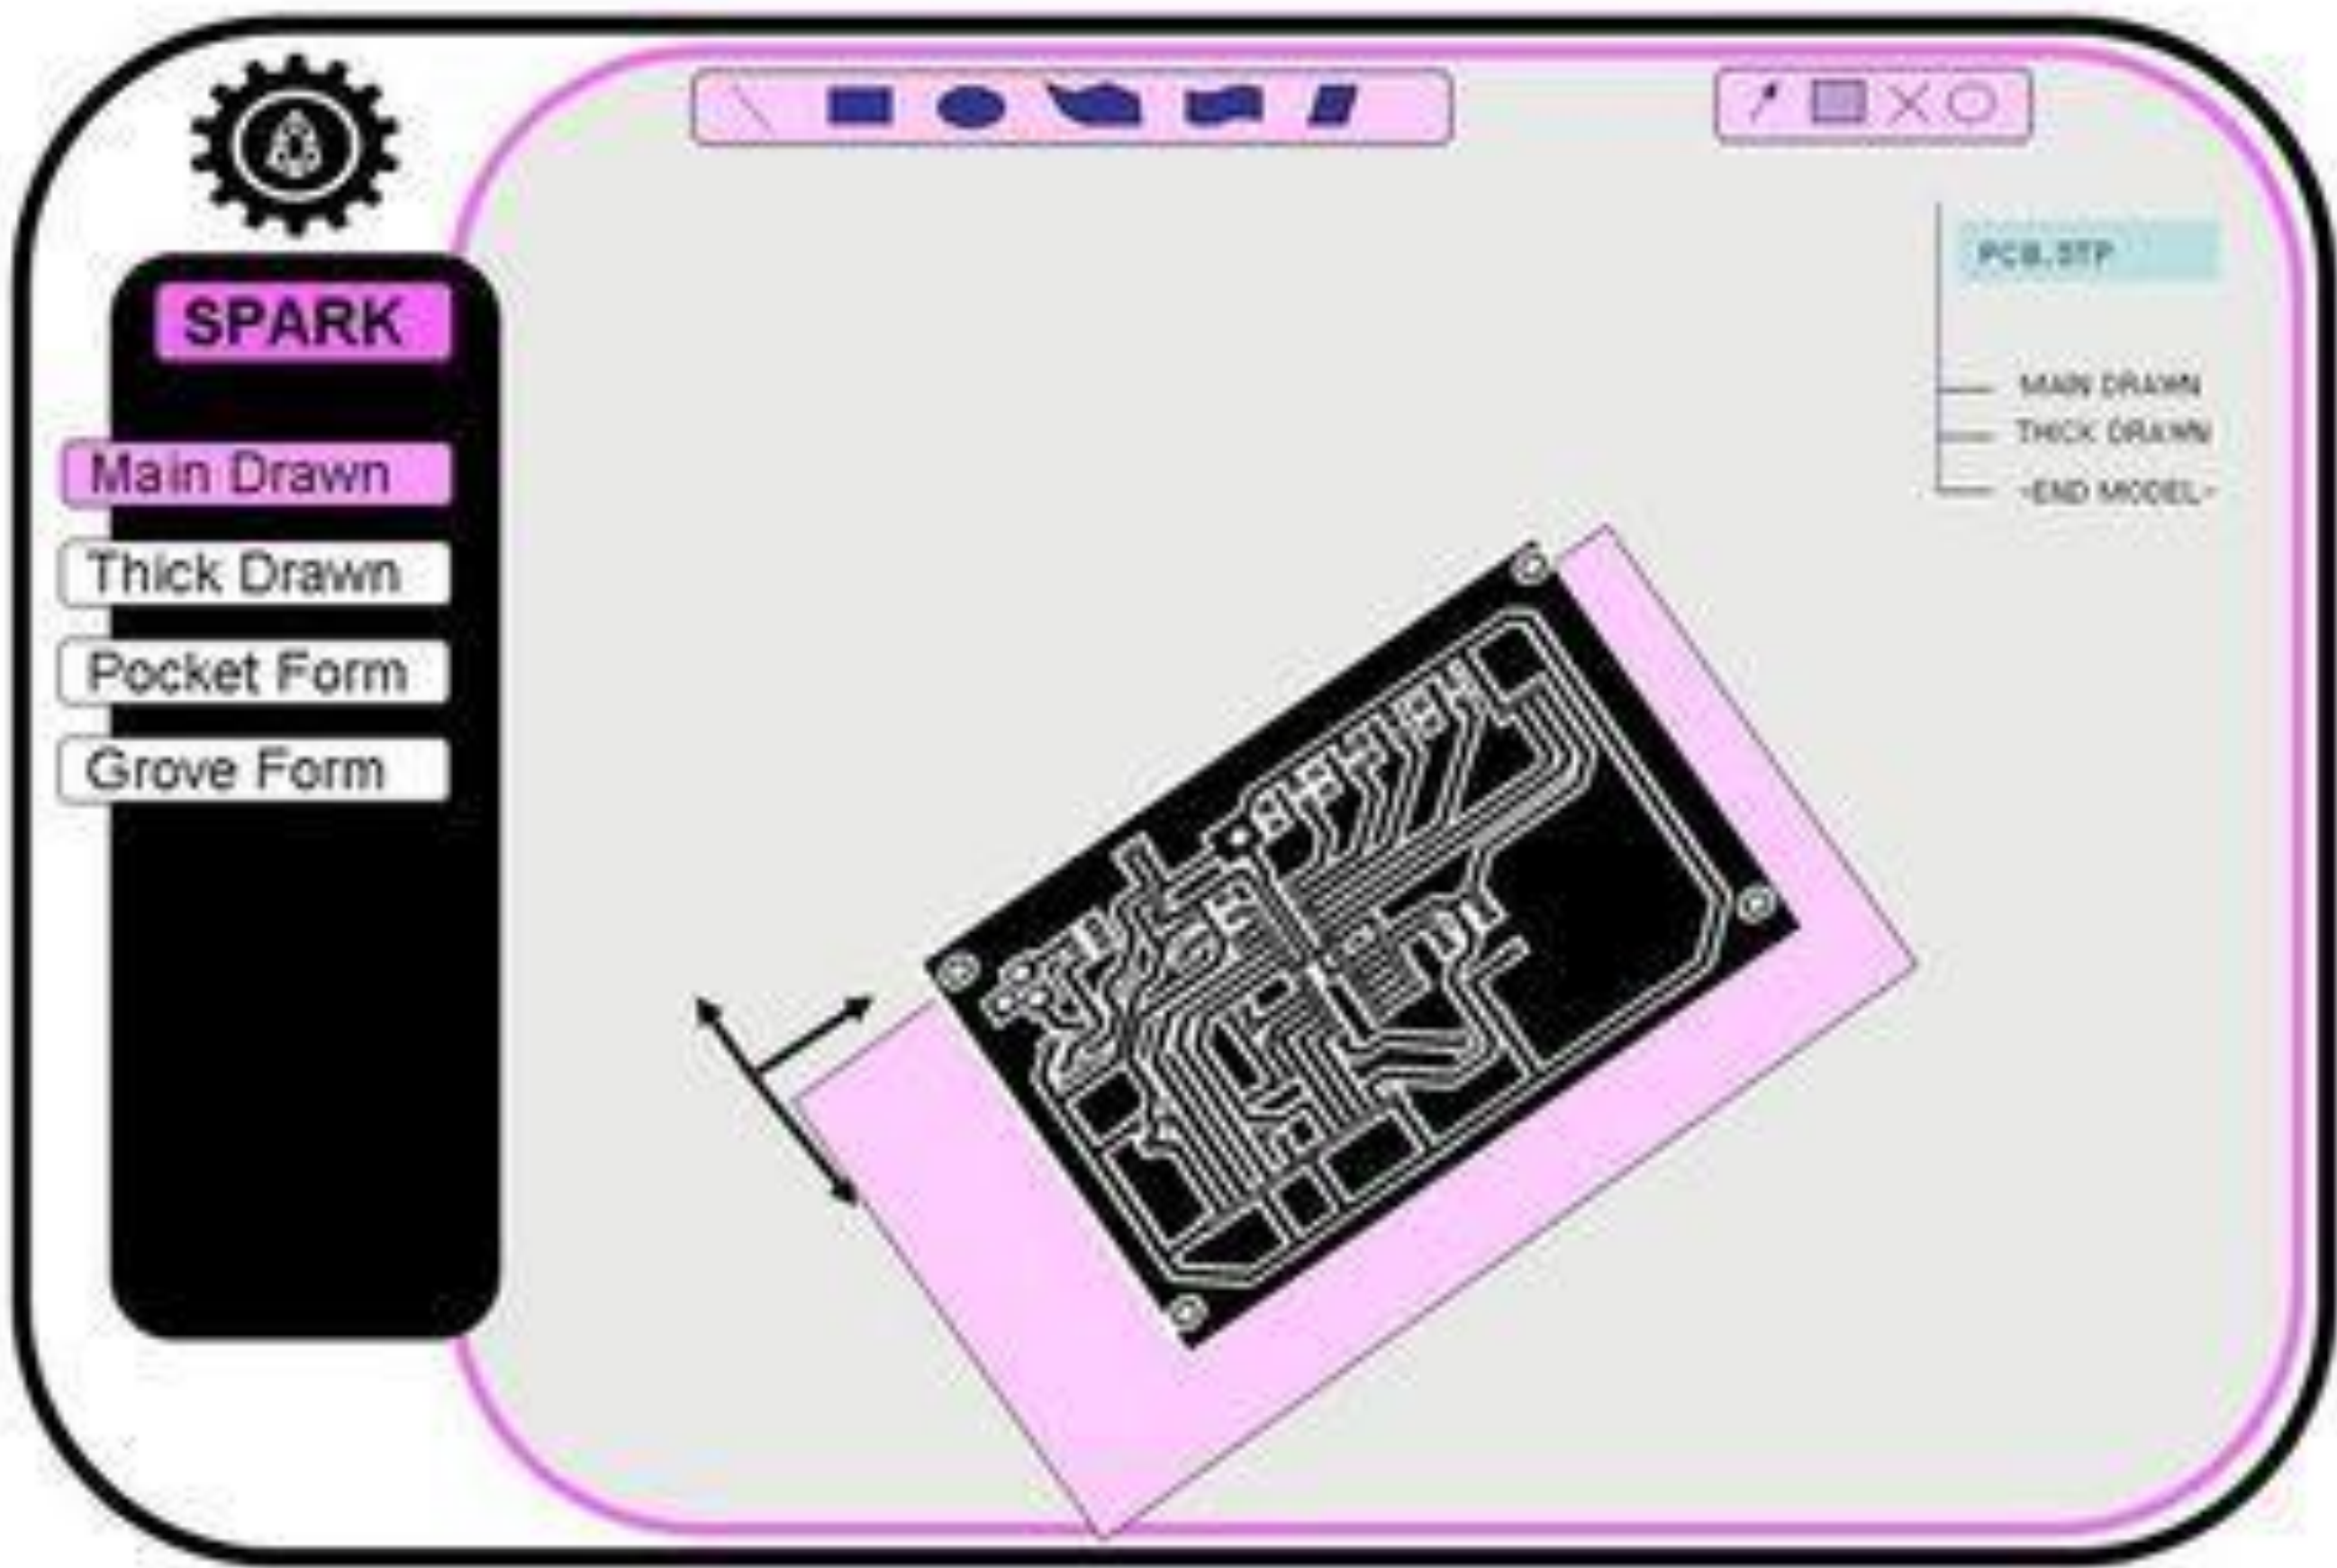 SPARK
Main Drawn
Thick Drawn
Pocket Form
Grove Form
PCB.STP
MAIN DRAWN
THICK DRAWN
-END MODEL-